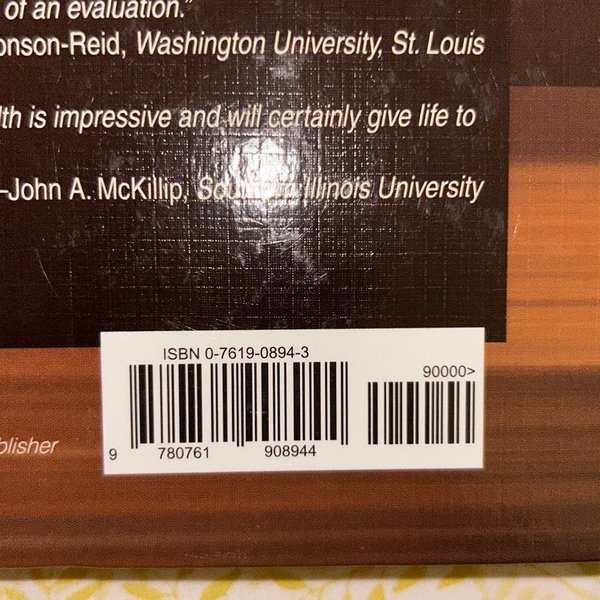 of an evaluation.”
onson-Reid, Washington University, St. Louis
lth is impressive and will certainly give life to
–John A. McKillip, Southern Illinois University
ISBN 0-7619-0894-3
90000>
9 780761 908944
blisher